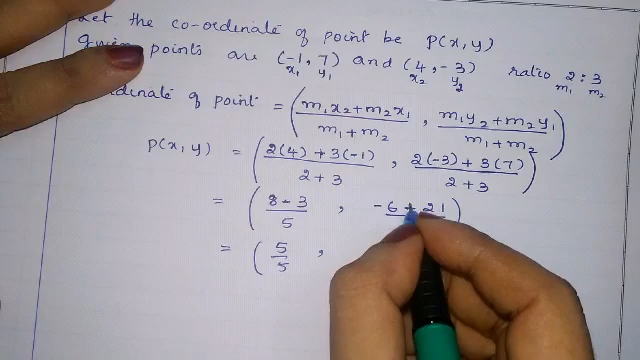 the co-ordinate of point be P(x,y)
points are (-1, 7) and (4, -3) ratio 2:3
x₁ y₁ x₂ y₂ m₁ m₂
of point = (m₁x₂+m₂x₁/m₁+m₂ , m₁y₂+m₂y₁/m₁+m₂)
P(x,y) = (2(4)+3(-1)/2+3 , 2(-3)+3(7)/2+3)
= (8-3/5 , -6+21)
= (5/5 ,